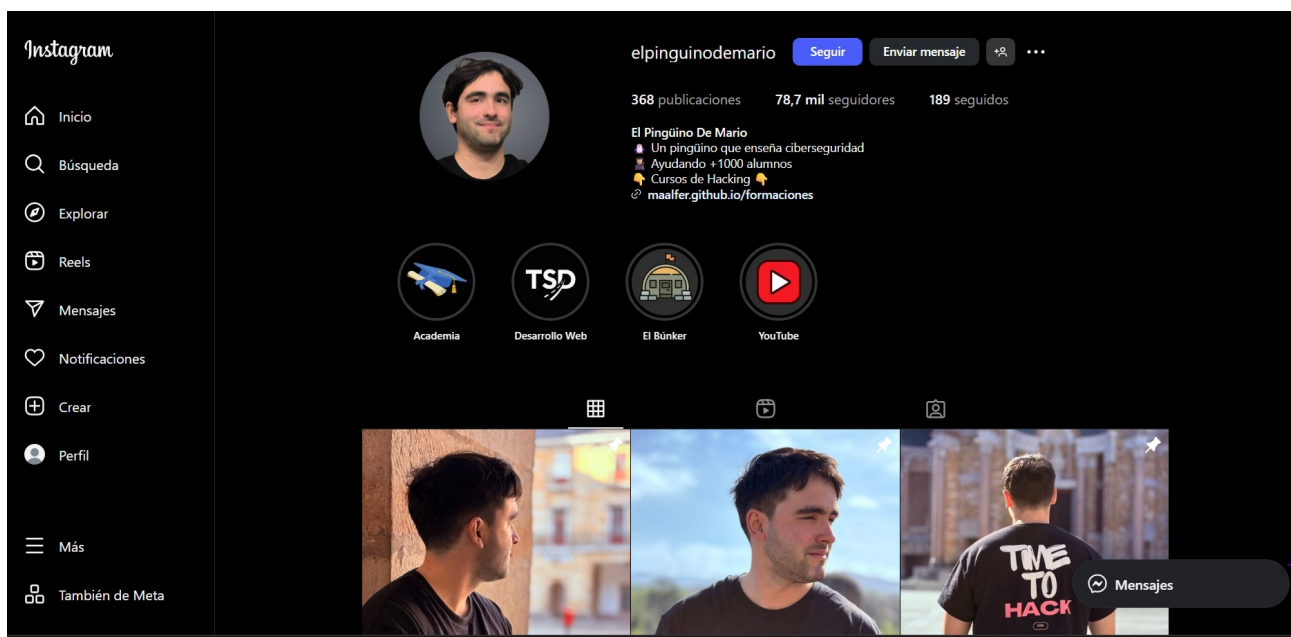 Instagram
Inicio
Búsqueda
Explorar
Reels
Mensajes
Notificaciones
Crear
Perfil
Más
También de Meta
elpinguinodemario Seguir Enviar mensaje
368 publicaciones 78,7 mil seguidores 189 seguidos
El Pingüino De Mario
Un pingüino que enseña ciberseguridad
Ayudando +1000 alumnos
Cursos de Hacking
maalfer.github.io/formaciones
TSD
Academia Desarrollo Web El Búnker YouTube
TIME
TO
HACK
Mensajes